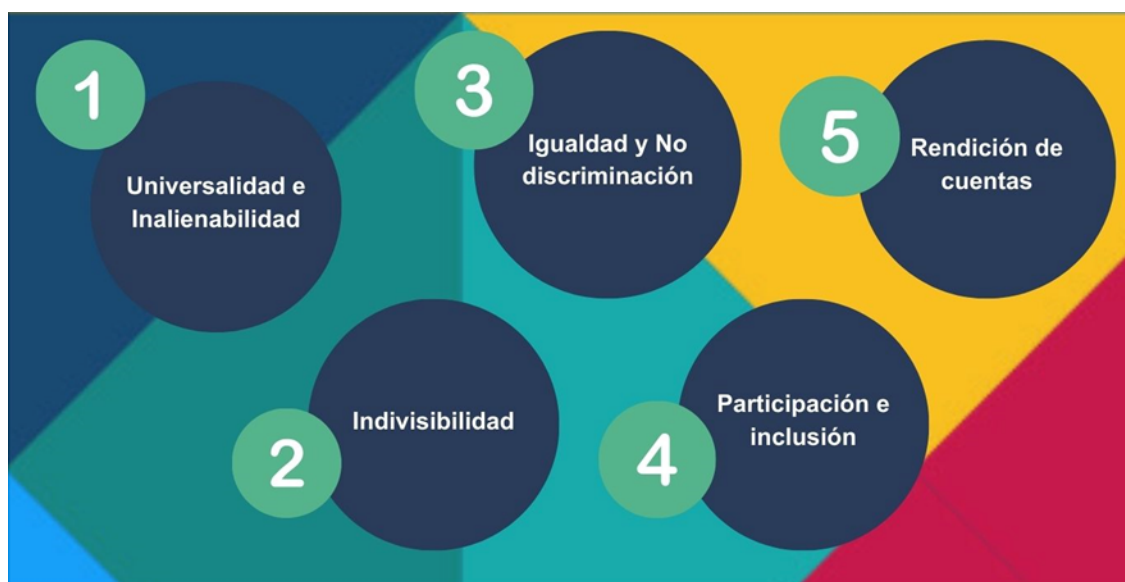 1
Universalidad e
Inalienabilidad
2
Indivisibilidad
3
Igualdad y No
discriminación
4
Participación e
inclusión
5
Rendición de
cuentas